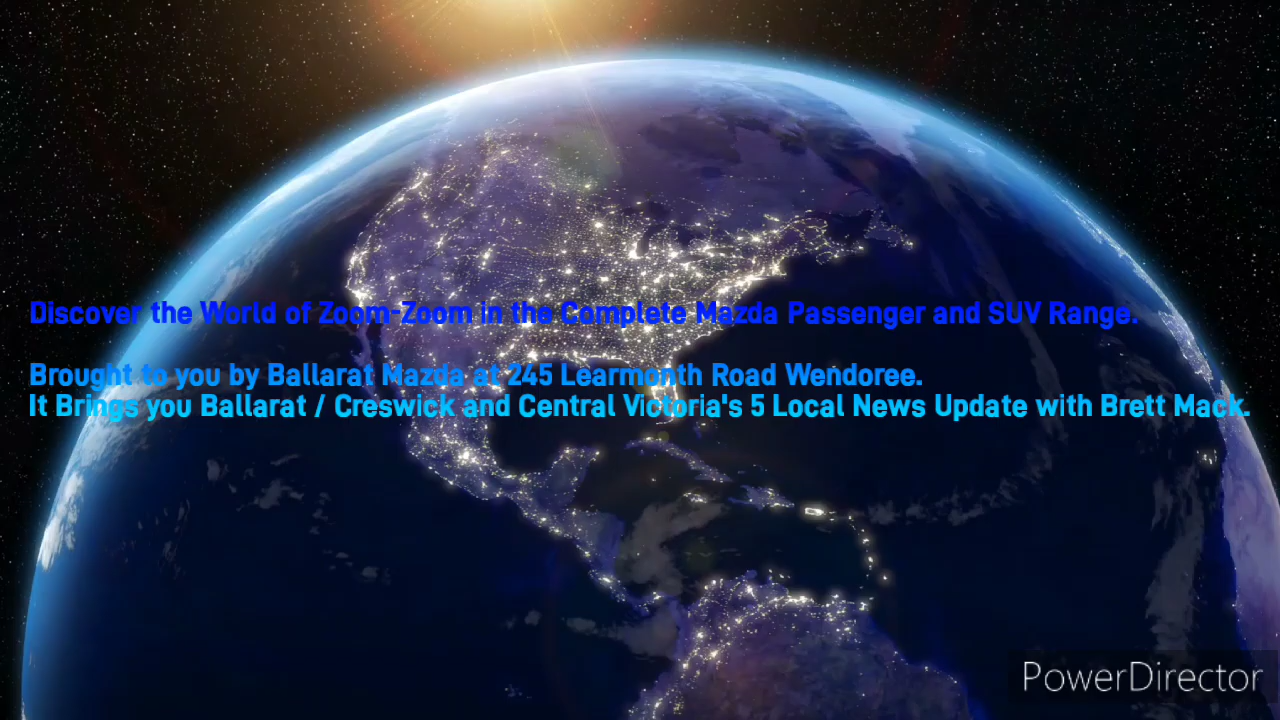 Discover the World of Zoom-Zoom in the Complete Mazda Passenger and SUV Range.
Brought to you by Ballarat Mazda at 245 Learmonth Road Wendoree.
It Brings you Ballarat / Creswick and Central Victoria's 5 Local News Update with Brett Mack.
PowerDirector